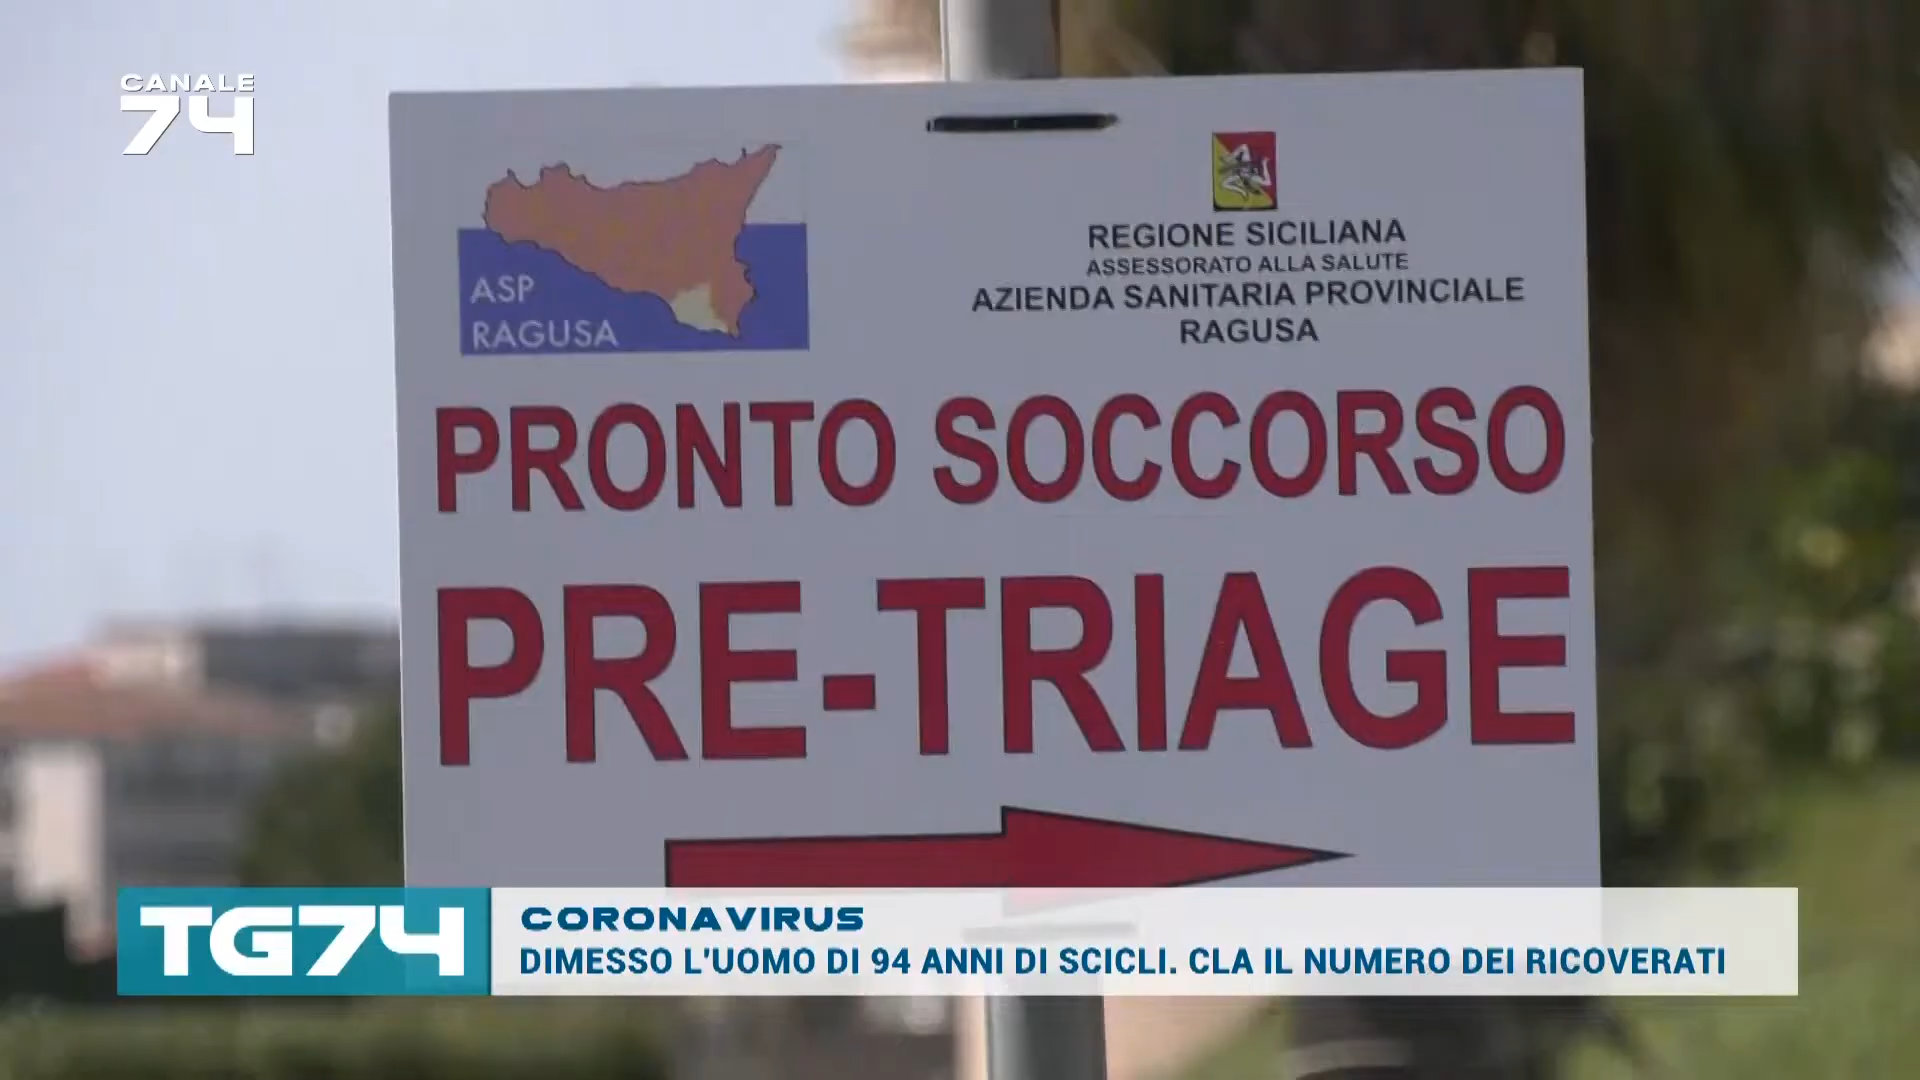 CANALE
74
ASP
RAGUSA
REGIONE SICILIANA
ASSESSORATO ALLA SALUTE
AZIENDA SANITARIA PROVINCIALE
RAGUSA
PRONTO SOCCORSO
PRE-TRIAGE
TG74
CORONAVIRUS
DIMESSO L'UOMO DI 94 ANNI DI SCICLI. CLA IL NUMERO DEI RICOVERATI